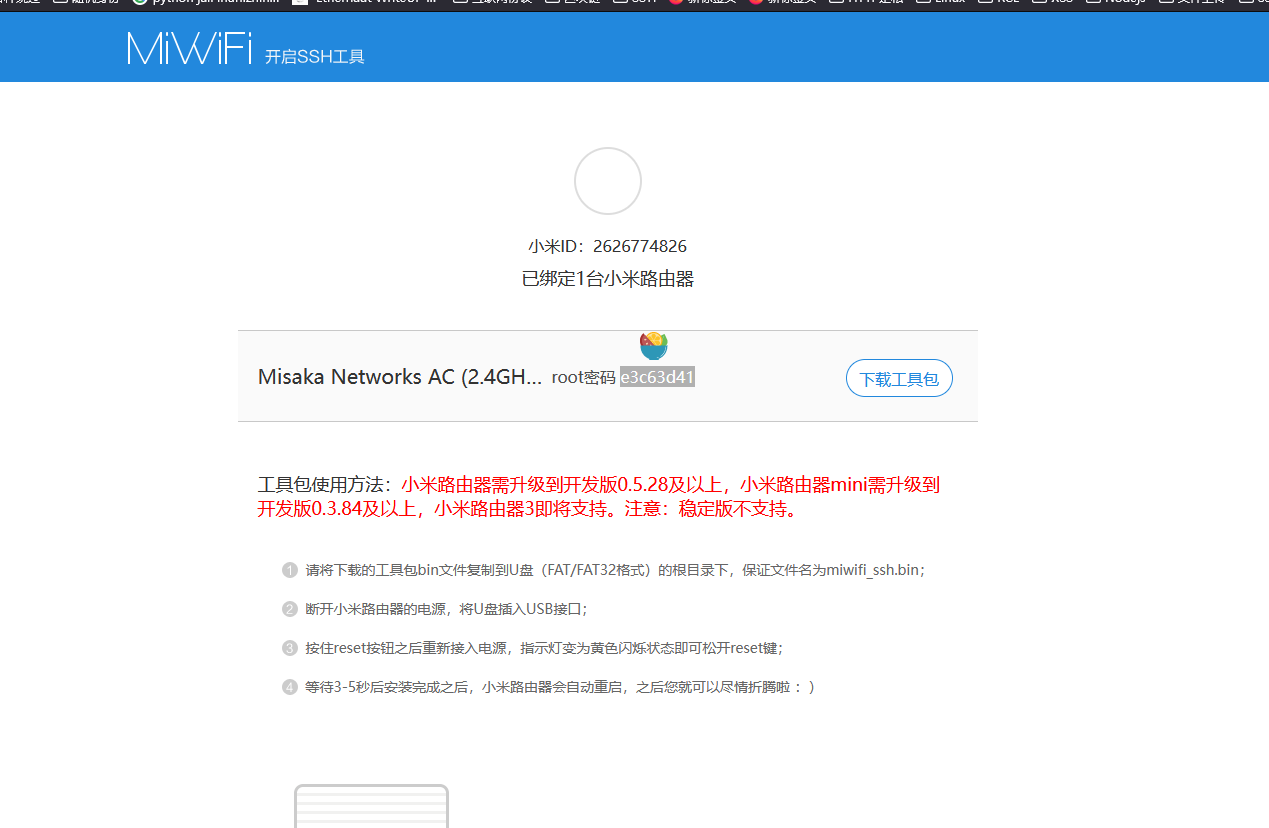 MiWiFi 开启SSH工具
小米ID：2626774826
已绑定1台小米路由器
Misaka Networks AC (2.4GH... root密码 e3c63d41 下载工具包
工具包使用方法：小米路由器需升级到开发版0.5.28及以上，小米路由器mini需升级到
开发版0.3.84及以上，小米路由器3即将支持。注意：稳定版不支持。
1 请将下载的工具包bin文件复制到U盘（FAT/FAT32格式）的根目录下，保证文件名为miwifi_ssh.bin；
2 断开小米路由器的电源，将U盘插入USB接口；
3 按住reset按钮之后重新接入电源，指示灯变为黄色闪烁状态即可松开reset键；
4 等待3-5秒后安装完成之后，小米路由器会自动重启，之后您就可以尽情折腾啦 ：）